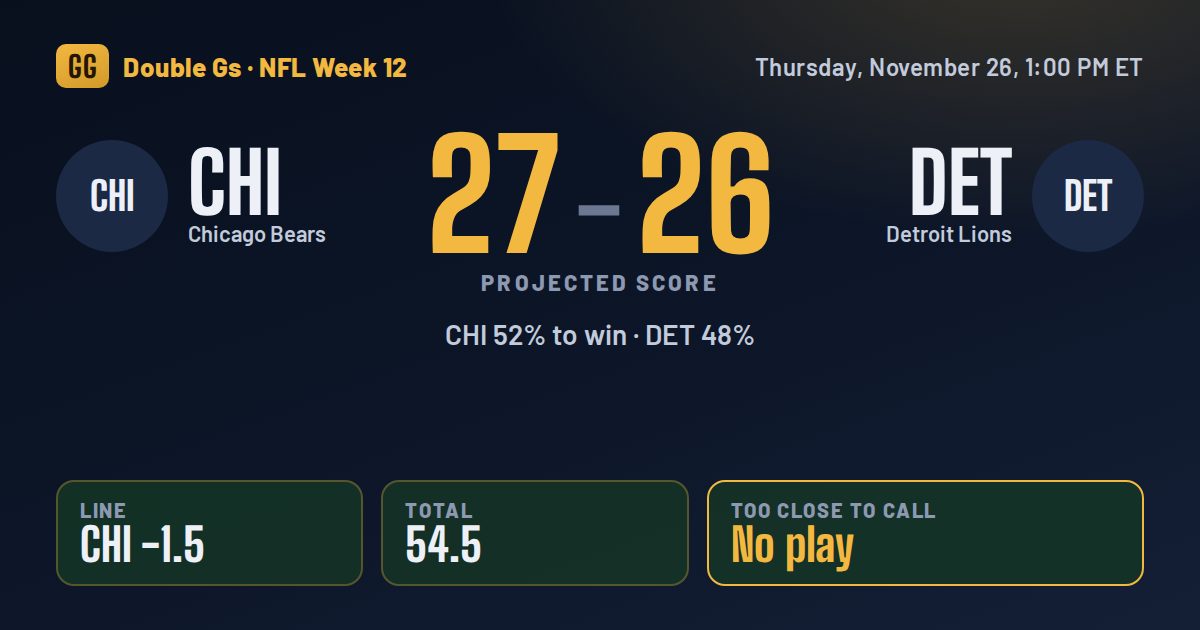 GG Double Gs · NFL Week 12
Thursday, November 26, 1:00 PM ET
CHI
CHI
Chicago Bears
27 – 26
PROJECTED SCORE
CHI 52% to win · DET 48%
DET
Detroit Lions
DET
LINE
CHI −1.5
TOTAL
54.5
TOO CLOSE TO CALL
No play